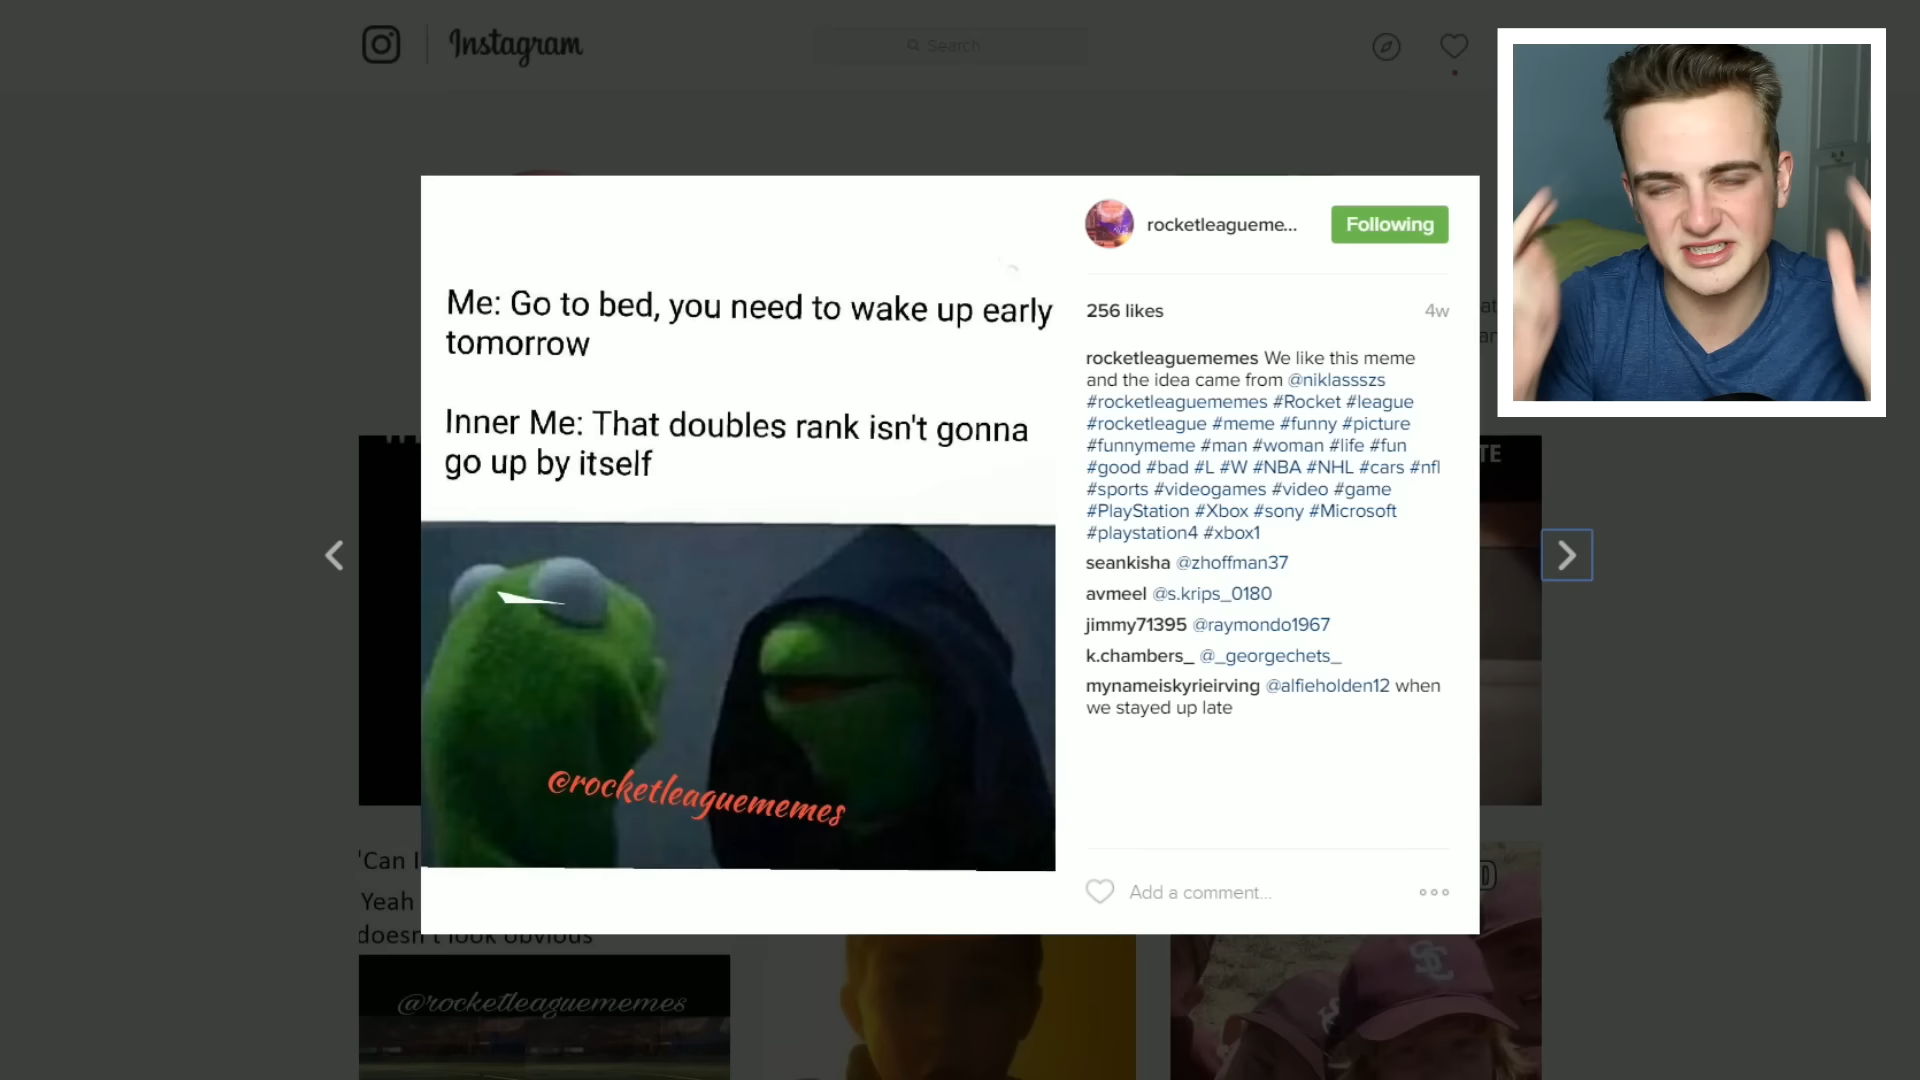 Instagram
Search
Me: Go to bed, you need to wake up early
tomorrow
Inner Me: That doubles rank isn't gonna
go up by itself
@rocketleaguememes
rocketleagueme...
Following
256 likes
4w
rocketleaguememes We like this meme
and the idea came from @niklassszs
#rocketleaguememes #Rocket #league
#rocketleague #meme #funny #picture
#funnymeme #man #woman #life #fun
#good #bad #L #W #NBA #NHL #cars #nfl
#sports #videogames #video #game
#PlayStation #Xbox #sony #Microsoft
#playstation4 #xbox1
seankisha @zhoffman37
avmeel @s.krips_0180
jimmy71395 @raymondo1967
k.chambers_ @_georgechets_
mynameiskyrieirving @alfieholden12 when
we stayed up late
Add a comment...
'Can I
Yeah
doesn't look obvious
@rocketleaguememes